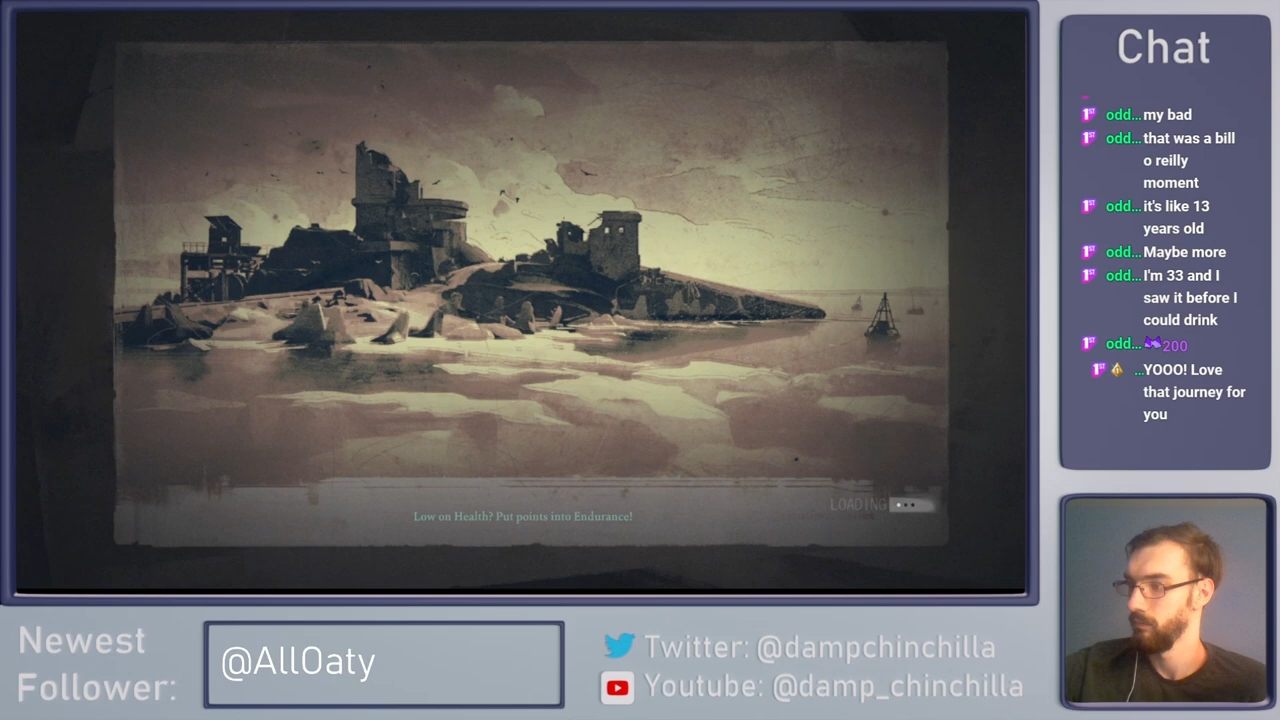 Chat
odd...my bad
odd...that was a bill
o reilly
moment
odd...it's like 13
years old
odd...Maybe more
odd...I'm 33 and I
saw it before I
could drink
odd...200
...YOOO! Love
that journey for
you
LOADING
Low on Health? Put points into Endurance!
Newest
Follower:
@AllOaty
Twitter: @dampchinchilla
Youtube: @damp_chinchilla